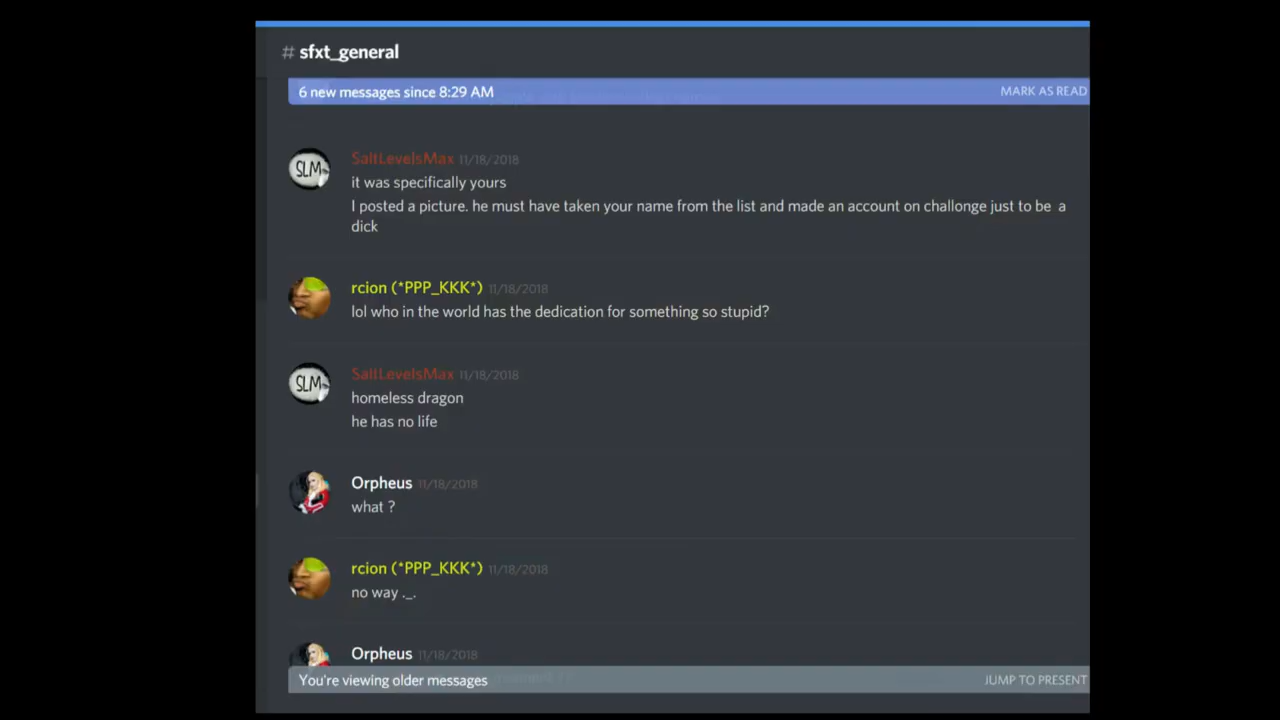 # sfxt_general
6 new messages since 8:29 AM MARK AS READ
SLM
SaltLevelsMax 11/18/2018
it was specifically yours
I posted a picture. he must have taken your name from the list and made an account on challonge just to be a
dick
rcion (*PPP_KKK*) 11/18/2018
lol who in the world has the dedication for something so stupid?
SLM
SaltLevelsMax 11/18/2018
homeless dragon
he has no life
Orpheus 11/18/2018
what ?
rcion (*PPP_KKK*) 11/18/2018
no way ._.
Orpheus 11/18/2018
You're viewing older messages JUMP TO PRESENT